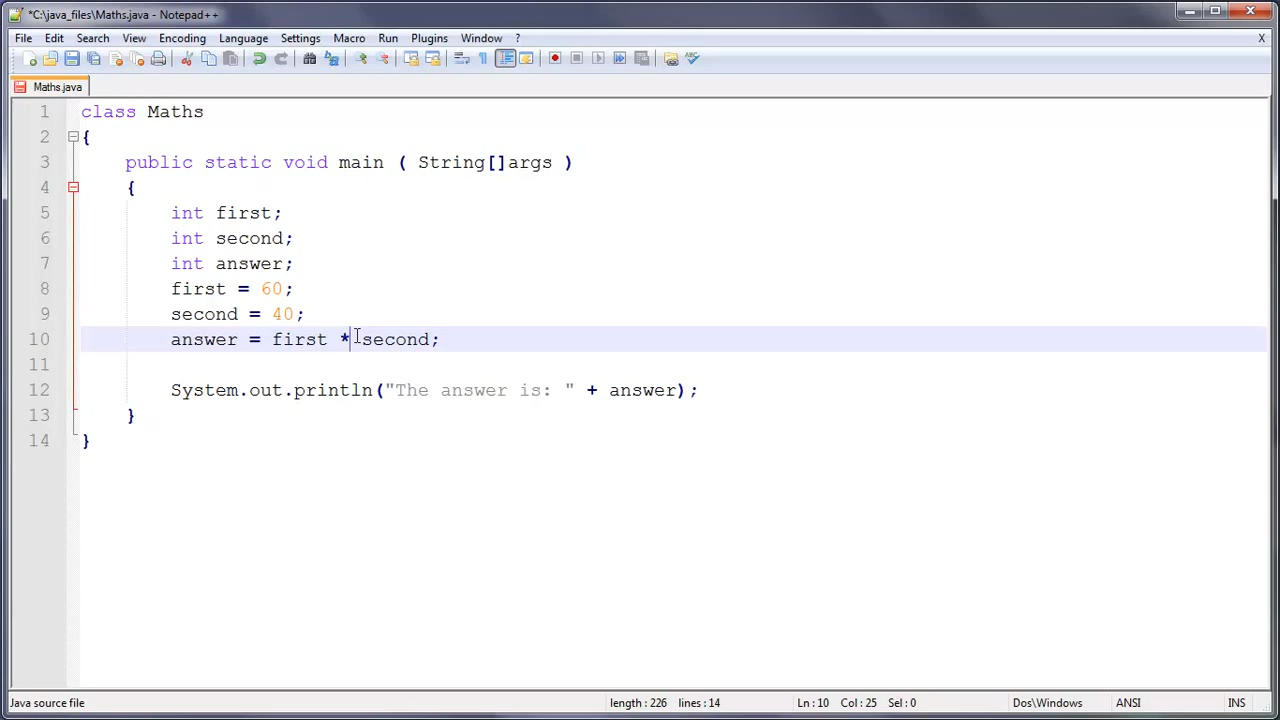 *C:\java_files\Maths.java - Notepad++
File Edit Search View Encoding Language Settings Macro Run Plugins Window ? X
Maths.java
1 class Maths
2 {
3 public static void main ( String[]args )
4 {
5 int first;
6 int second;
7 int answer;
8 first = 60;
9 second = 40;
10 answer = first * second;
11
12 System.out.println("The answer is: " + answer);
13 }
14 }
Java source file length : 226 lines : 14 Ln : 10 Col : 25 Sel : 0 Dos\Windows ANSI INS